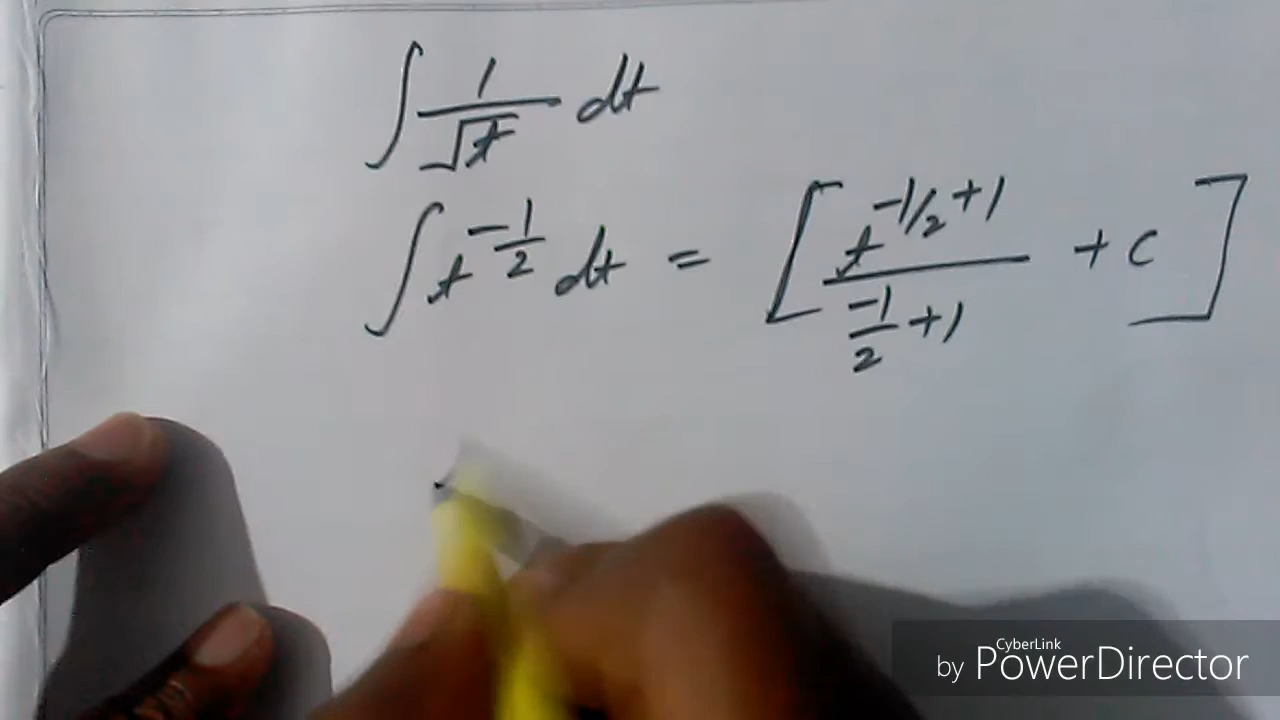 ∫ 1/√t dt
∫ t^(-1/2) dt = [ t^(-1/2+1) / (-1/2+1) + c ]
CyberLink
by PowerDirector